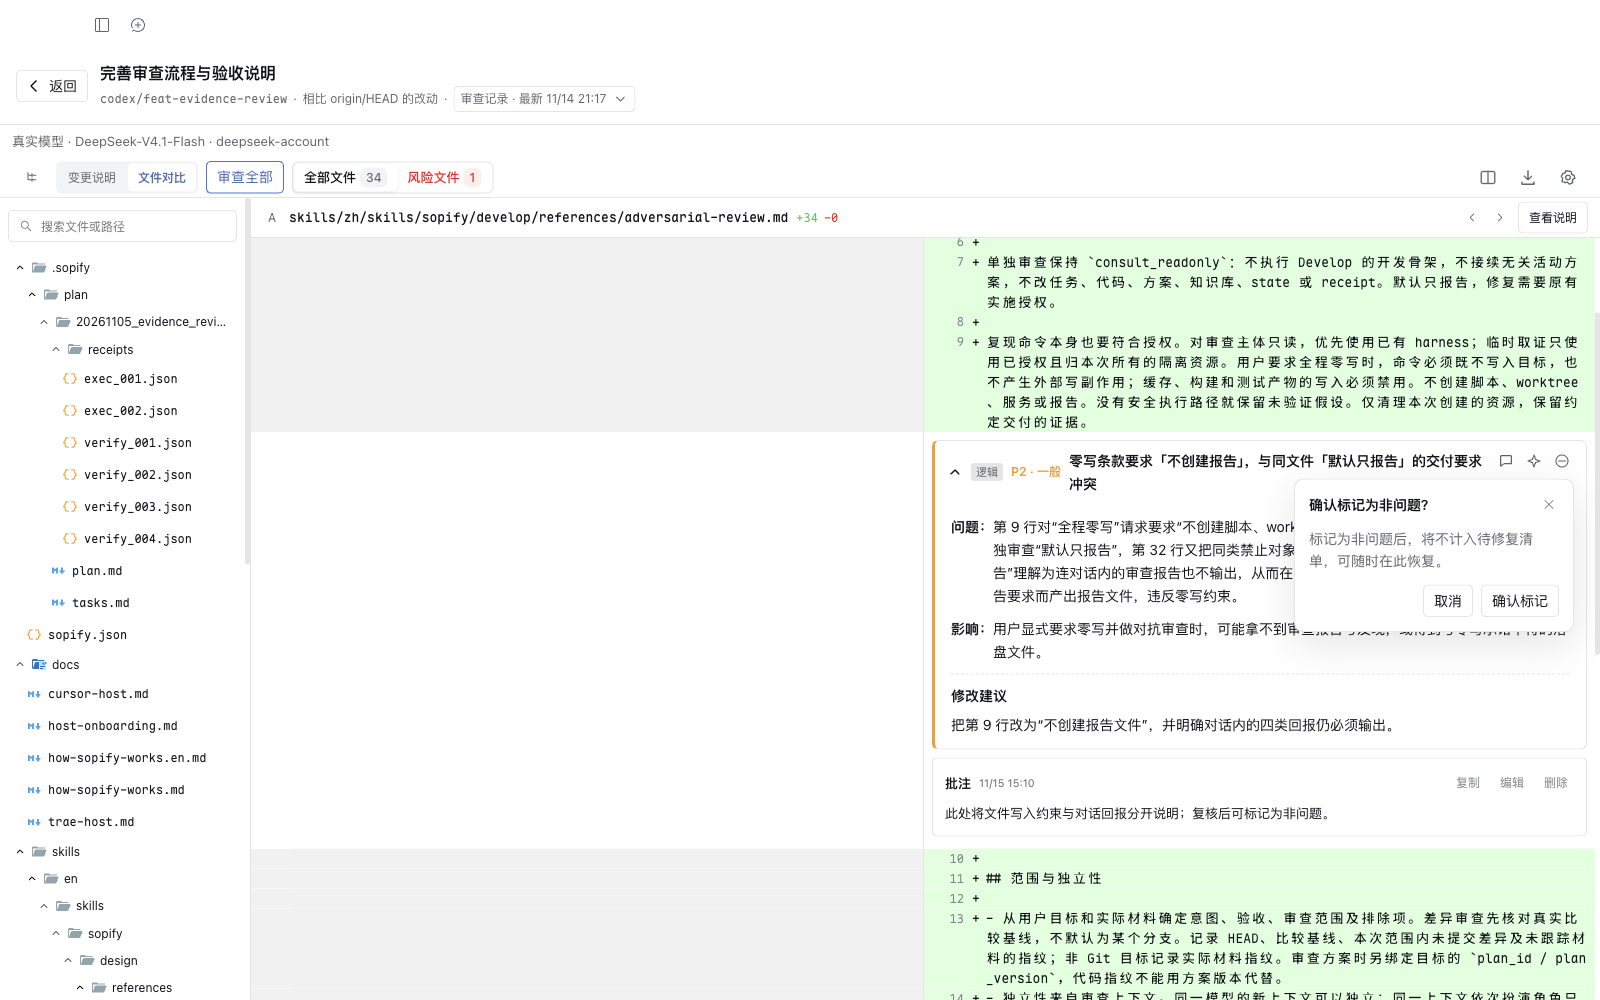 返回
完善审查流程与验收说明
codex/feat-evidence-review · 相比 origin/HEAD 的改动 · 审查记录 · 最新 11/14 21:17
真实模型 · DeepSeek-V4.1-Flash · deepseek-account
变更说明 文件对比 审查全部 全部文件 34 风险文件 1
搜索文件或路径
.sopify
plan
20261105_evidence_revi...
receipts
exec_001.json
exec_002.json
verify_001.json
verify_002.json
verify_003.json
verify_004.json
plan.md
tasks.md
sopify.json
docs
cursor-host.md
host-onboarding.md
how-sopify-works.en.md
how-sopify-works.md
trae-host.md
skills
en
skills
sopify
design
references
A skills/zh/skills/sopify/develop/references/adversarial-review.md +34 -0
查看说明
6 +
7 + 单独审查保持 `consult_readonly`：不执行 Develop 的开发骨架，不接续无关活动方
案，不改任务、代码、方案、知识库、state 或 receipt。默认只报告，修复需要原有
实施授权。
8 +
9 + 复现命令本身也要符合授权。对审查主体只读，优先使用已有 harness；临时取证只使
用已授权且归本次所有的隔离资源。用户要求全程零写时，命令必须既不写入目标，也
不产生外部写副作用；缓存、构建和测试产物的写入必须禁用。不创建脚本、worktree
、服务或报告。没有安全执行路径就保留未验证假设。仅清理本次创建的资源，保留约
定交付的证据。
逻辑 P2 · 一般 零写条款要求「不创建报告」，与同文件「默认只报告」的交付要求
冲突
问题： 第 9 行对“全程零写”请求要求“不创建脚本、work
独审查“默认只报告”，第 32 行又把同类禁止对象
告”理解为连对话内的审查报告也不输出，从而在
告要求而产出报告文件，违反零写约束。
影响： 用户显式要求零写并做对抗审查时，可能拿不到
盘文件。
修改建议
把第 9 行改为“不创建报告文件”，并明确对话内的四类回报仍必须输出。
确认标记为非问题?
标记为非问题后，将不计入待修复清
单，可随时在此恢复。
取消 确认标记
批注 11/15 15:10 复制 编辑 删除
此处将文件写入约束与对话回报分开说明；复核后可标记为非问题。
10 +
11 + ## 范围与独立性
12 +
13 + - 从用户目标和实际材料确定意图、验收、审查范围及排除项。差异审查先核对真实比
较基线，不默认为某个分支。记录 HEAD、比较基线、本次范围内未提交差异及未跟踪材
料的指纹；非 Git 目标记录实际材料指纹。审查方案时另绑定目标的 `plan_id / plan
_version`，代码指纹不能用方案版本代替。
14 + - 独立性来自审查上下文。同一模型的新上下文可以独立；同一上下文依次扮演角色只